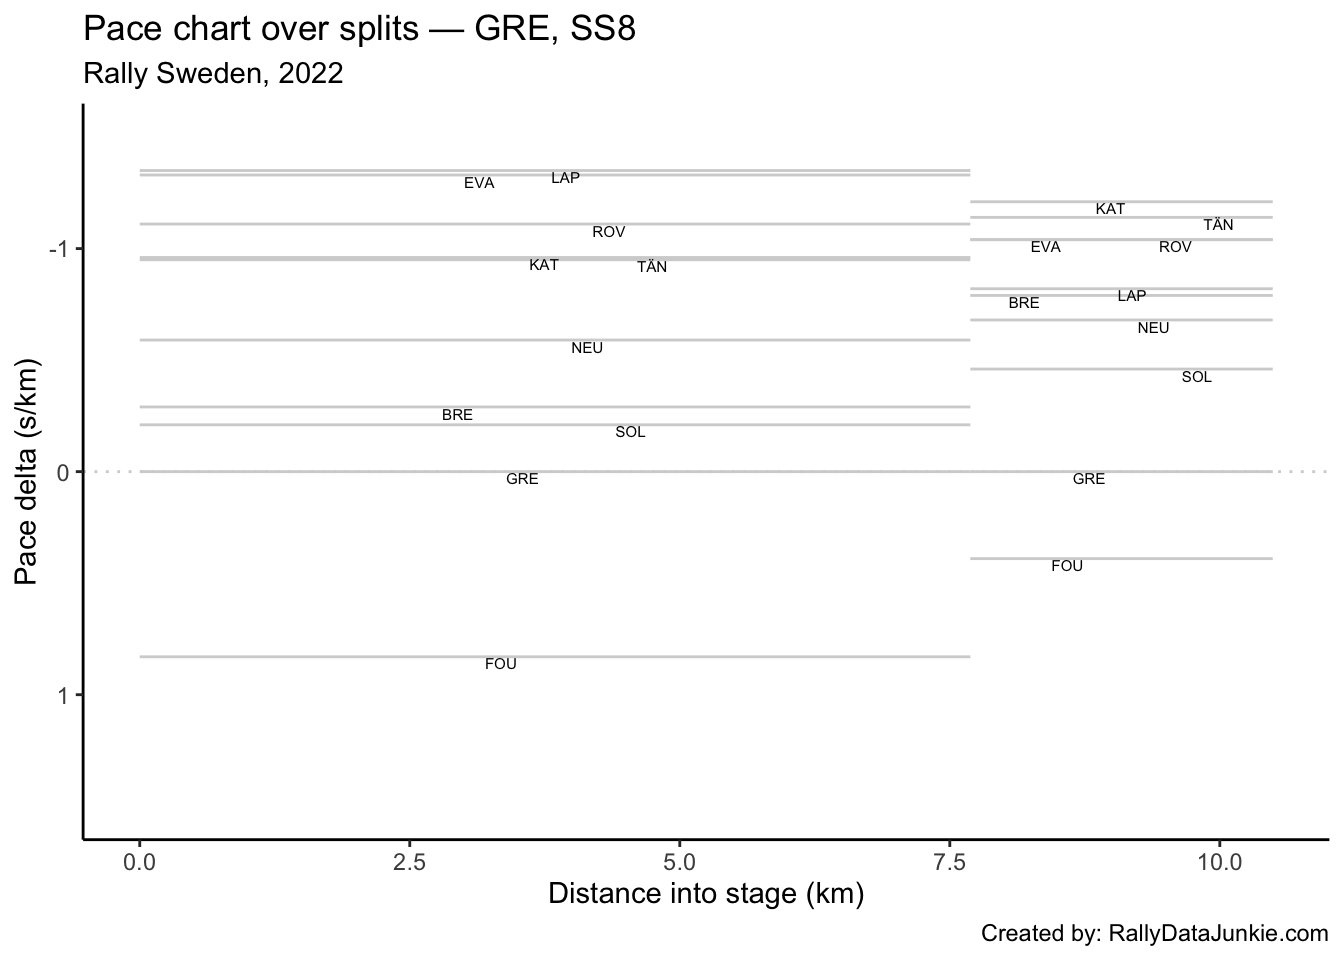 Pace chart over splits — GRE, SS8
Rally Sweden, 2022
Pace delta (s/km)
-1
0
1
EVA
LAP
ROV
KAT
TÄN
NEU
BRE
SOL
GRE
FOU
KAT
TÄN
EVA
ROV
BRE
LAP
NEU
SOL
GRE
FOU
0.0
2.5
5.0
7.5
10.0
Distance into stage (km)
Created by: RallyDataJunkie.com